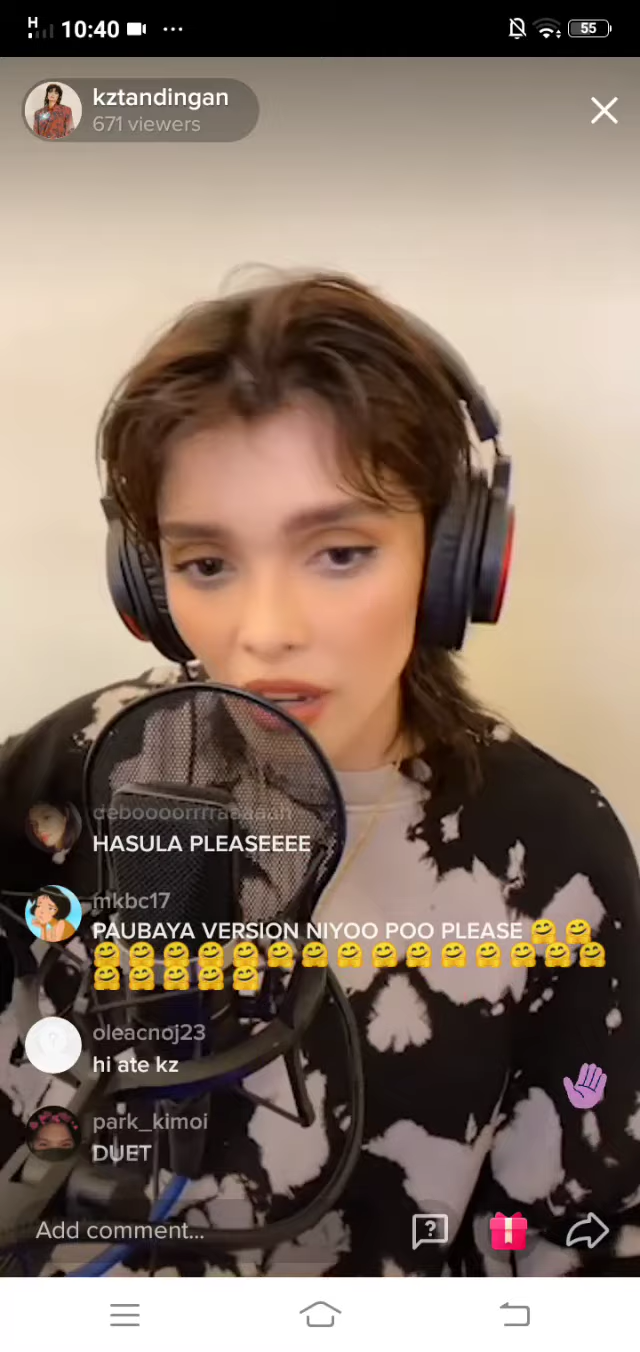 H
10:40
55
kztandingan
671 viewers
HASULA PLEASEEEE
mkbc17
PAUBAYA VERSION NIYOO POO PLEASE 🤗🤗
🤗🤗🤗🤗🤗🤗🤗🤗🤗🤗🤗🤗🤗🤗🤗
🤗🤗🤗🤗🤗
oleacnoj23
hi ate kz
park_kimoi
DUET
Add comment...